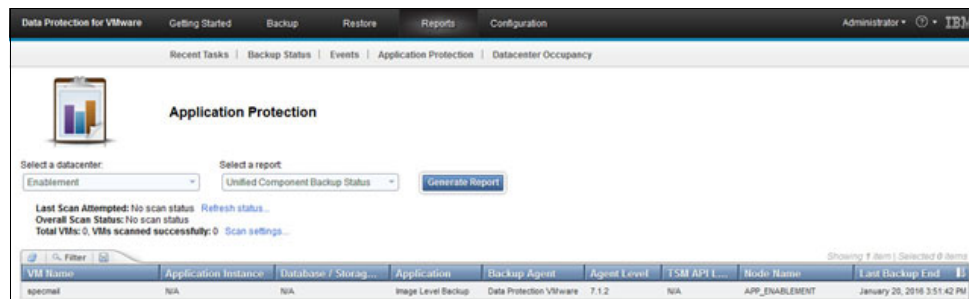 Data Protection for VMware Getting Started Backup Restore Reports Configuration Administrator IBM
Recent Tasks | Backup Status | Events | Application Protection | Datacenter Occupancy
Application Protection
Select a datacenter: Select a report:
Enablement Unified Component Backup Status Generate Report
Last Scan Attempted: No scan status Refresh status...
Overall Scan Status: No scan status
Total VMs: 0, VMs scanned successfully: 0 Scan settings...
Filter Showing 1 item | Selected 0 items
VM Name Application Instance Database / Storag... Application Backup Agent Agent Level TSM API L... Node Name Last Backup End
specmail N/A N/A Image Level Backup Data Protection VMware 7.1.2 N/A APP_ENABLEMENT January 20, 2016 3:51:42 PM